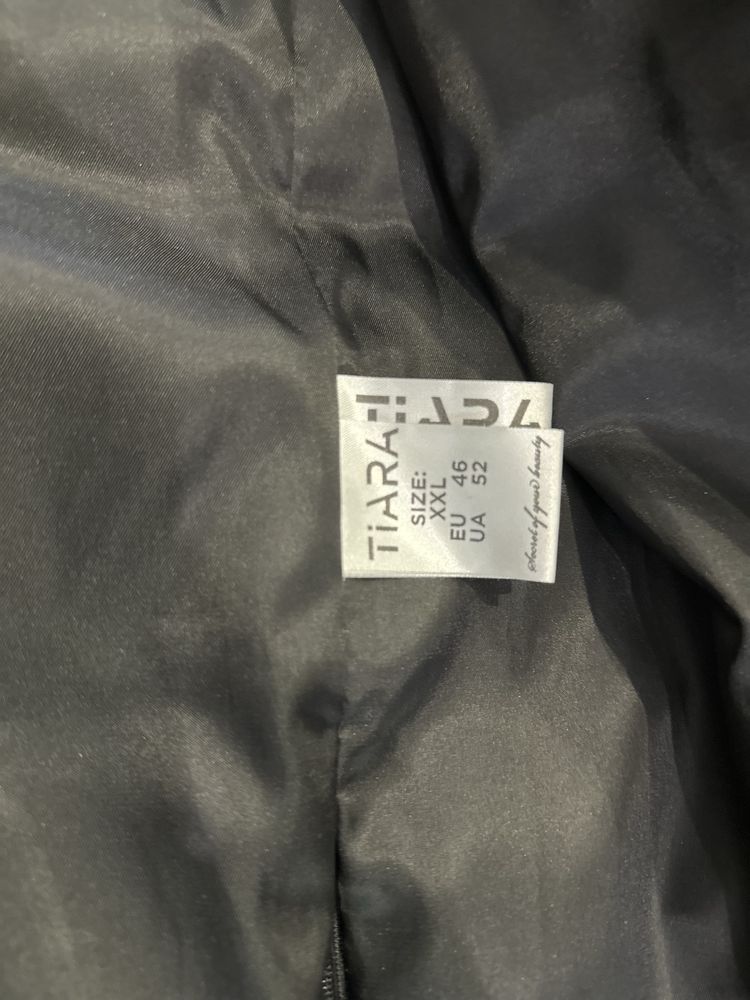 TiARA
TiARA
SIZE:
XXL
EU 46
UA 52
Secret of your beauty